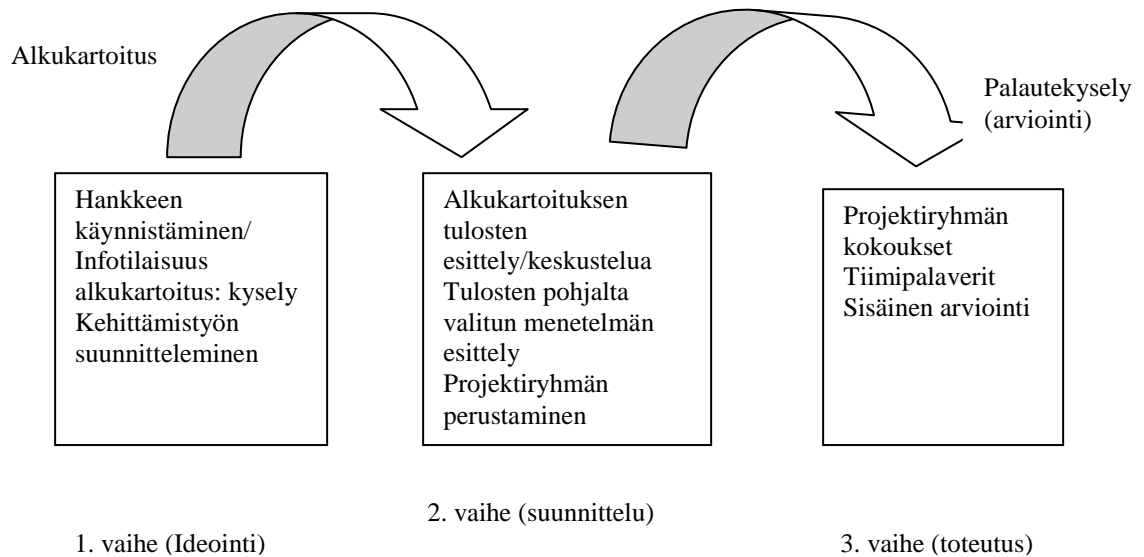 Alkukartoitus
Palautekysely
(arviointi)
Hankkeen
käynnistäminen/
Infotilaisuus
alkukartoitus: kysely
Kehittämistyön
suunnitteleminen
Alkukartoituksen
tulosten
esittely/keskustelua
Tulosten pohjalta
valitun menetelmän
esittely
Projektiryhmän
perustaminen
Projektiryhmän
kokoukset
Tiimipalaverit
Sisäinen arviointi
1. vaihe (Ideointi)
2. vaihe (suunnittelu)
3. vaihe (toteutus)